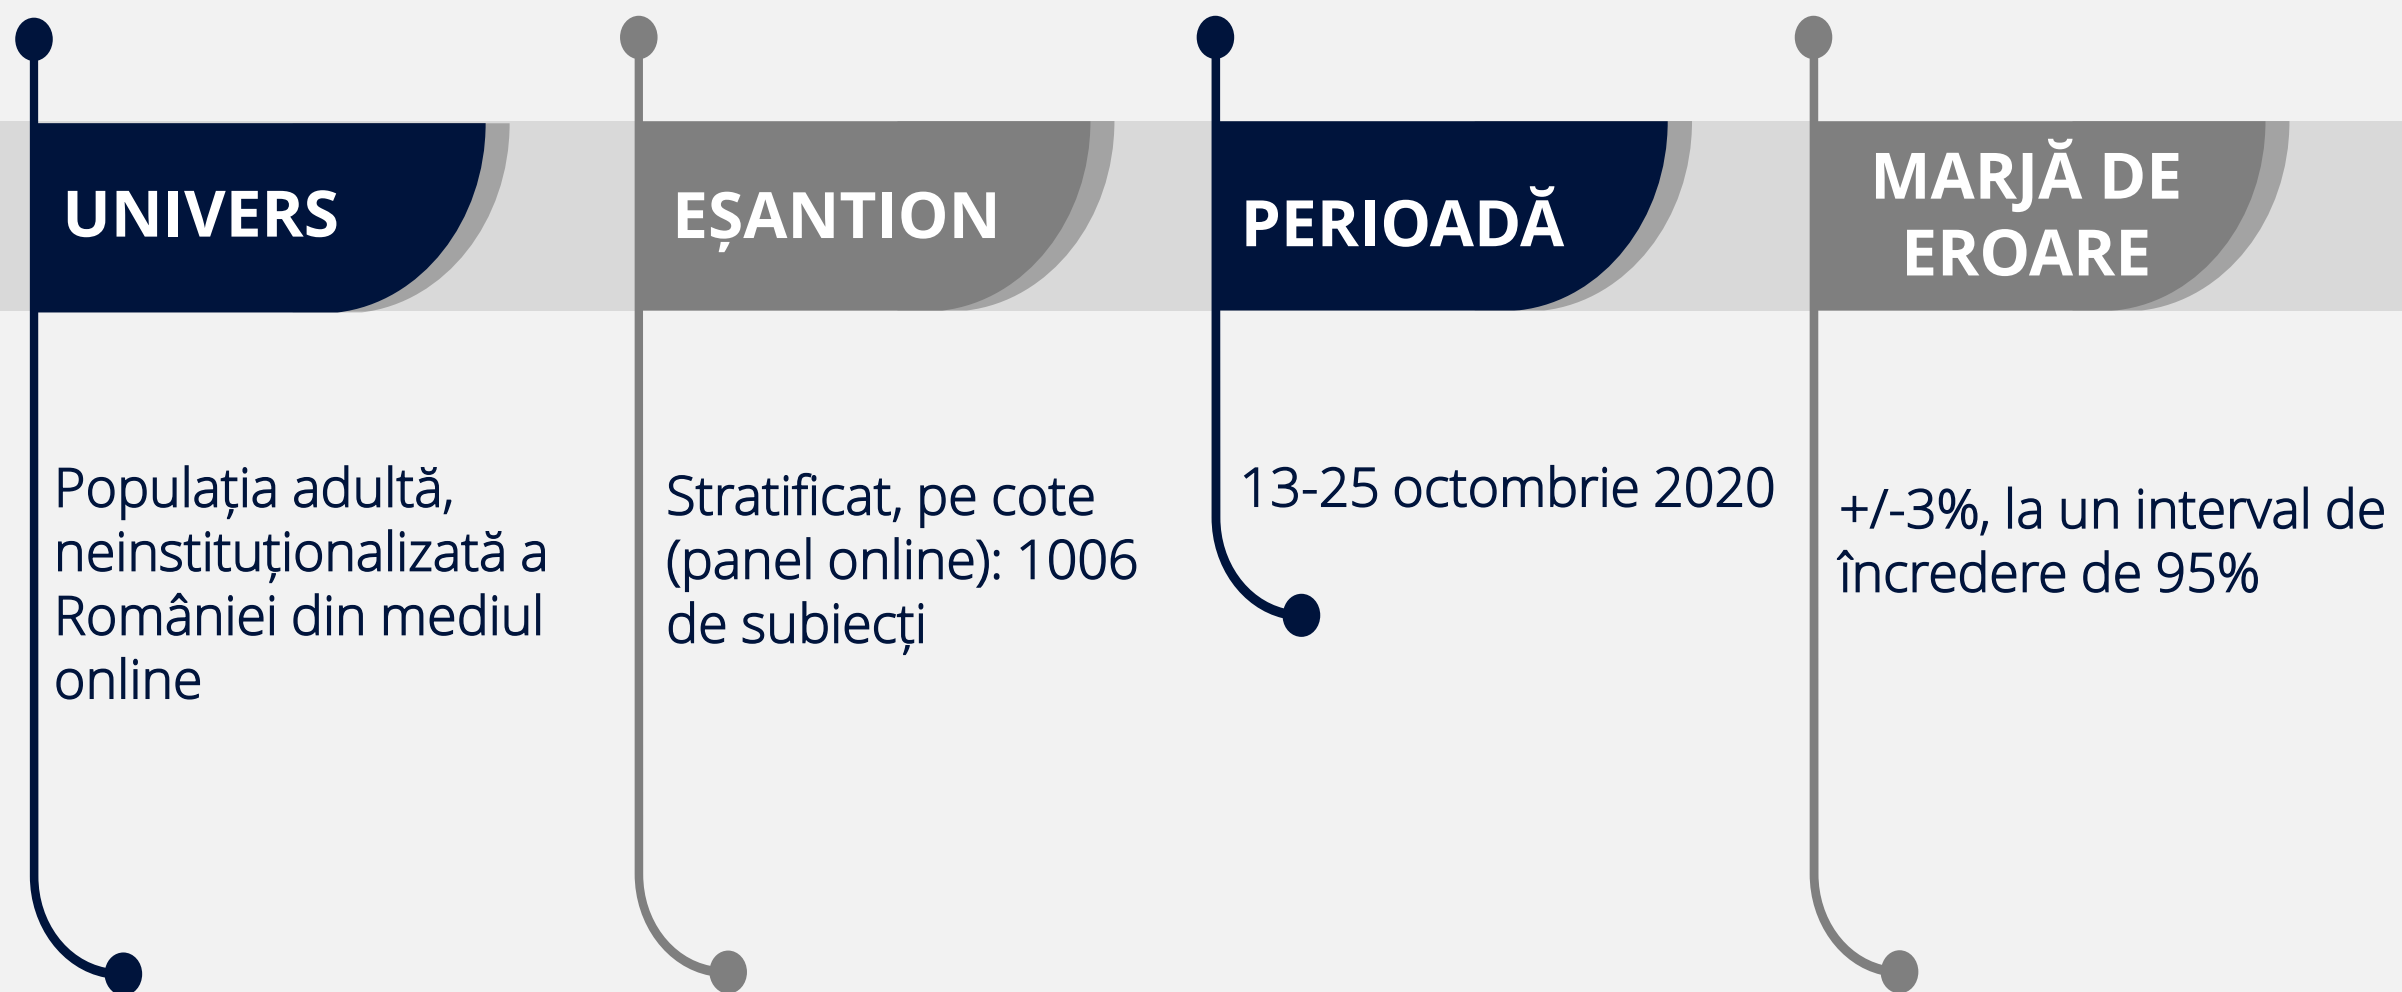 UNIVERS
EȘANTION
PERIOADĂ
MARJĂ DE
EROARE
Populația adultă,
neinstituționalizată a
României din mediul
online
Stratificat, pe cote
(panel online): 1006
de subiecți
13-25 octombrie 2020
+/-3%, la un interval de
încredere de 95%